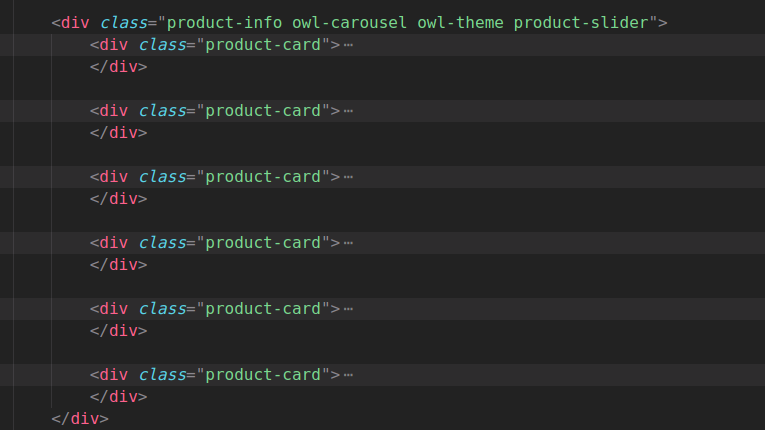 <div class="product-info owl-carousel owl-theme product-slider">
<div class="product-card">⋯
</div>
<div class="product-card">⋯
</div>
<div class="product-card">⋯
</div>
<div class="product-card">⋯
</div>
<div class="product-card">⋯
</div>
<div class="product-card">⋯
</div>
</div>